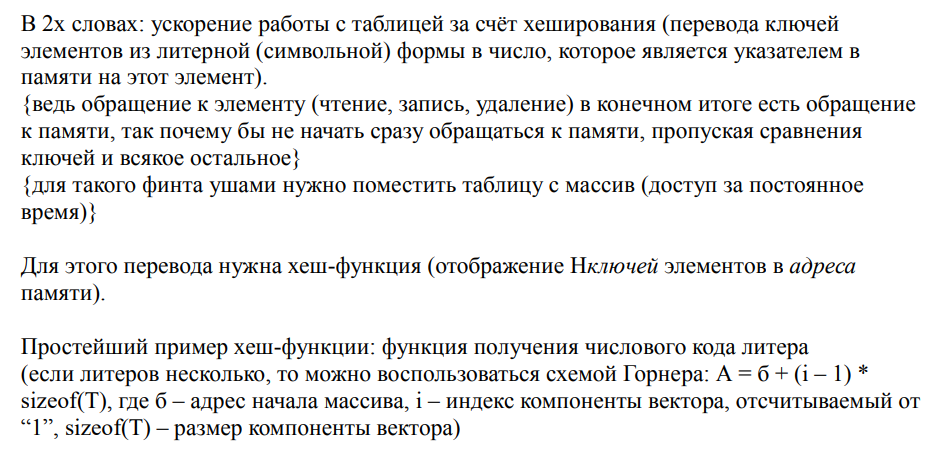 В 2х словах: ускорение работы с таблицей за счёт хеширования (перевода ключей
элементов из литерной (символьной) формы в число, которое является указателем в
памяти на этот элемент).
{ведь обращение к элементу (чтение, запись, удаление) в конечном итоге есть обращение
к памяти, так почему бы не начать сразу обращаться к памяти, пропуская сравнения
ключей и всякое остальное}
{для такого финта ушами нужно поместить таблицу с массив (доступ за постоянное
время)}
Для этого перевода нужна хеш-функция (отображение Нключей элементов в адреса
памяти).
Простейший пример хеш-функции: функция получения числового кода литера
(если литеров несколько, то можно воспользоваться схемой Горнера: А = б + (i – 1) *
sizeof(T), где б – адрес начала массива, i – индекс компоненты вектора, отсчитываемый от
“1”, sizeof(T) – размер компоненты вектора)